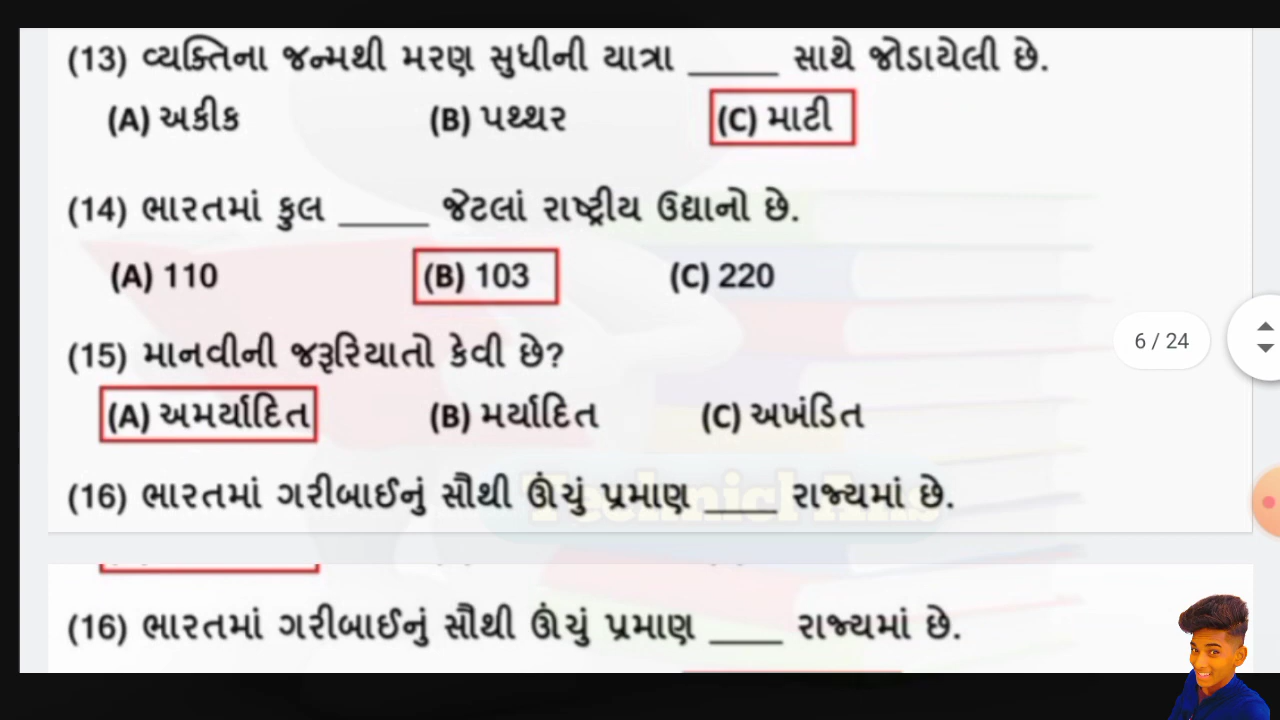 (13) વ્યક્તિના જન્મથી મરણ સુધીની યાત્રા _____ સાથે જોડાયેલી છે.
(A) અકીક (B) પથ્થર (C) માટી
(14) ભારતમાં કુલ _____ જેટલાં રાષ્ટ્રીય ઉદ્યાનો છે.
(A) 110 (B) 103 (C) 220
6 / 24
(15) માનવીની જરૂરિયાતો કેવી છે?
(A) અમર્યાદિત (B) મર્યાદિત (C) અખંડિત
(16) ભારતમાં ગરીબાઈનું સૌથી ઊંચું પ્રમાણ ____ રાજ્યમાં છે.
(16) ભારતમાં ગરીબાઈનું સૌથી ઊંચું પ્રમાણ ____ રાજ્યમાં છે.